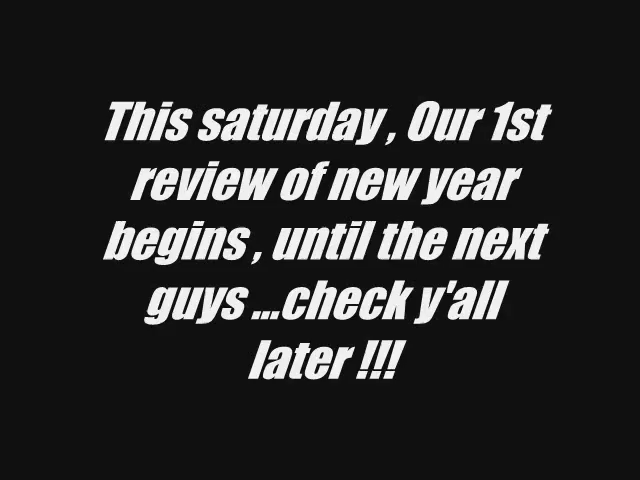 This saturday , Our 1st
review of new year
begins , until the next
guys ...check y'all
later !!!